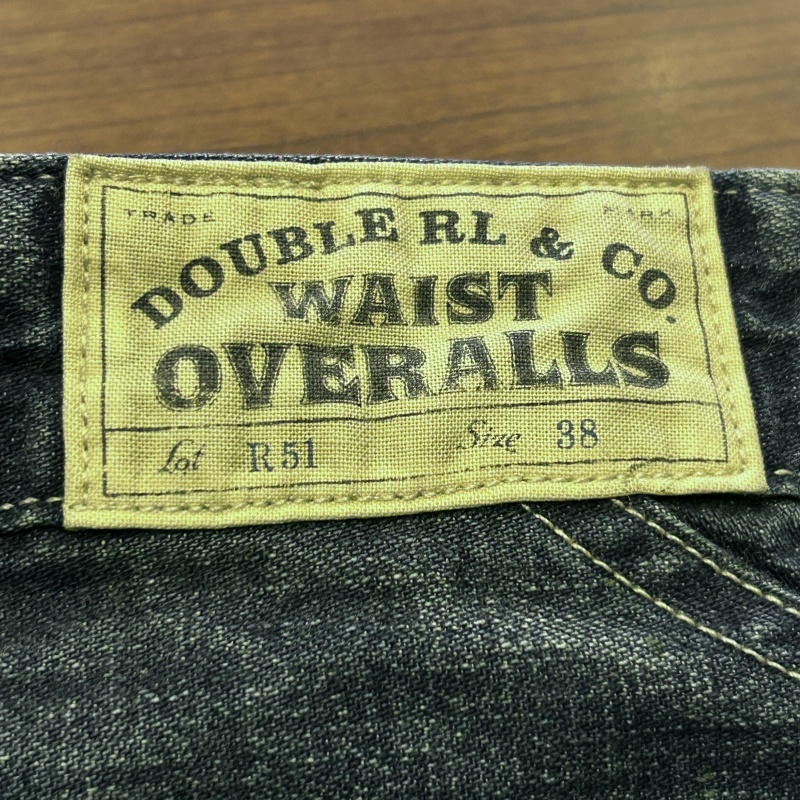 TRADE MARK
DOUBLE RL & CO.
WAIST
OVERALLS
Lot R51 Size 38